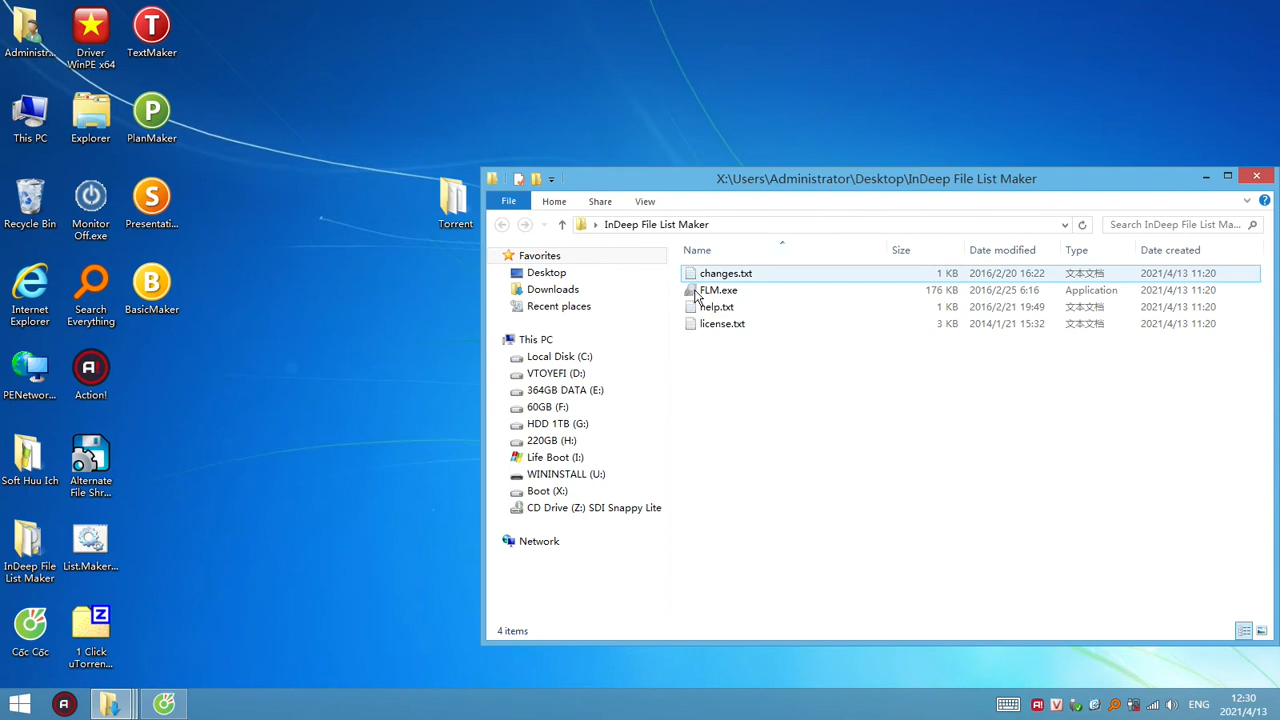 Administr...
Driver
WinPE x64
TextMaker
This PC
Explorer
PlanMaker
Recycle Bin
Monitor
Off.exe
Presentati...
Internet
Explorer
Search
Everything
BasicMaker
PENetwor...
Action!
Soft Huu Ich
Alternate
File Shr...
InDeep File
List Maker
List.Maker...
Cốc Cốc
1 Click
uTorren...
Torrent
X:\Users\Administrator\Desktop\InDeep File List Maker
File Home Share View
InDeep File List Maker
Search InDeep File List Ma...
Favorites
Desktop
Downloads
Recent places
This PC
Local Disk (C:)
VTOYEFI (D:)
364GB DATA (E:)
60GB (F:)
HDD 1TB (G:)
220GB (H:)
Life Boot (I:)
WININSTALL (U:)
Boot (X:)
CD Drive (Z:) SDI Snappy Lite
Network
Name Size Date modified Type Date created
changes.txt 1 KB 2016/2/20 16:22 文本文档 2021/4/13 11:20
FLM.exe 176 KB 2016/2/25 6:16 Application 2021/4/13 11:20
help.txt 1 KB 2016/2/21 19:49 文本文档 2021/4/13 11:20
license.txt 3 KB 2014/1/21 15:32 文本文档 2021/4/13 11:20
4 items
ENG
12:30
2021/4/13